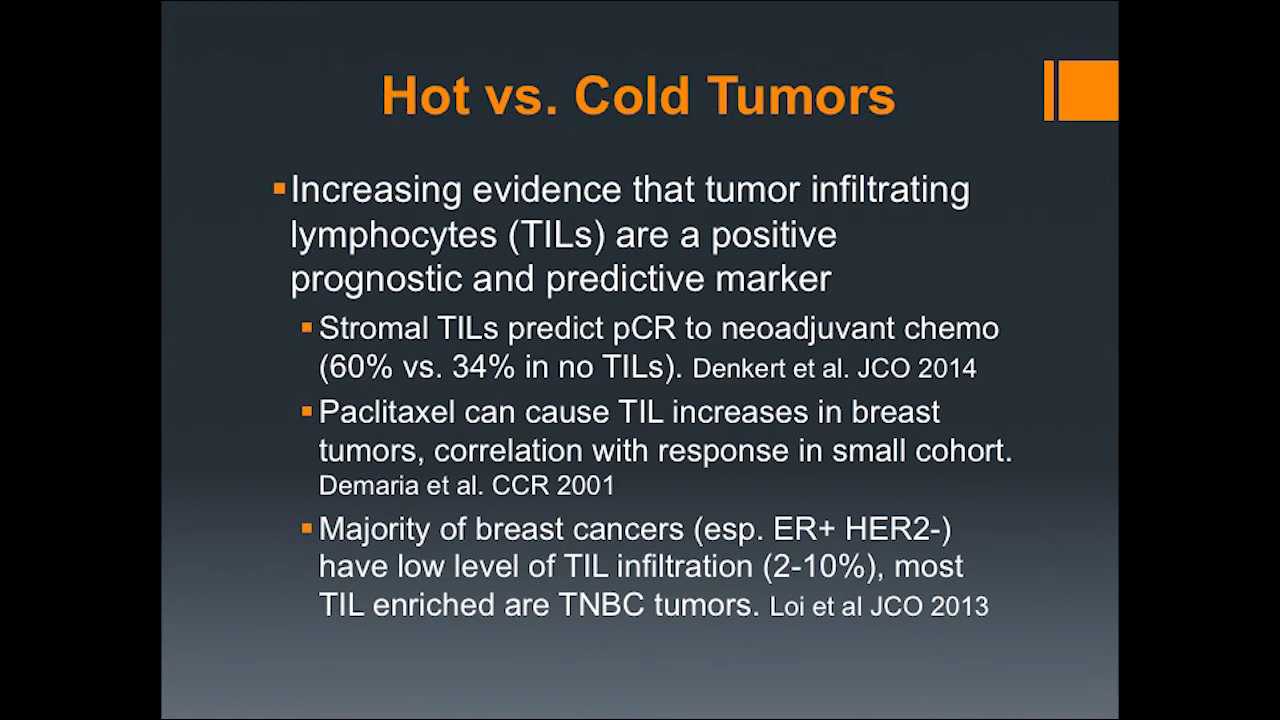 Hot vs. Cold Tumors
Increasing evidence that tumor infiltrating
lymphocytes (TILs) are a positive
prognostic and predictive marker
Stromal TILs predict pCR to neoadjuvant chemo
(60% vs. 34% in no TILs). Denkert et al. JCO 2014
Paclitaxel can cause TIL increases in breast
tumors, correlation with response in small cohort.
Demaria et al. CCR 2001
Majority of breast cancers (esp. ER+ HER2-)
have low level of TIL infiltration (2-10%), most
TIL enriched are TNBC tumors. Loi et al JCO 2013